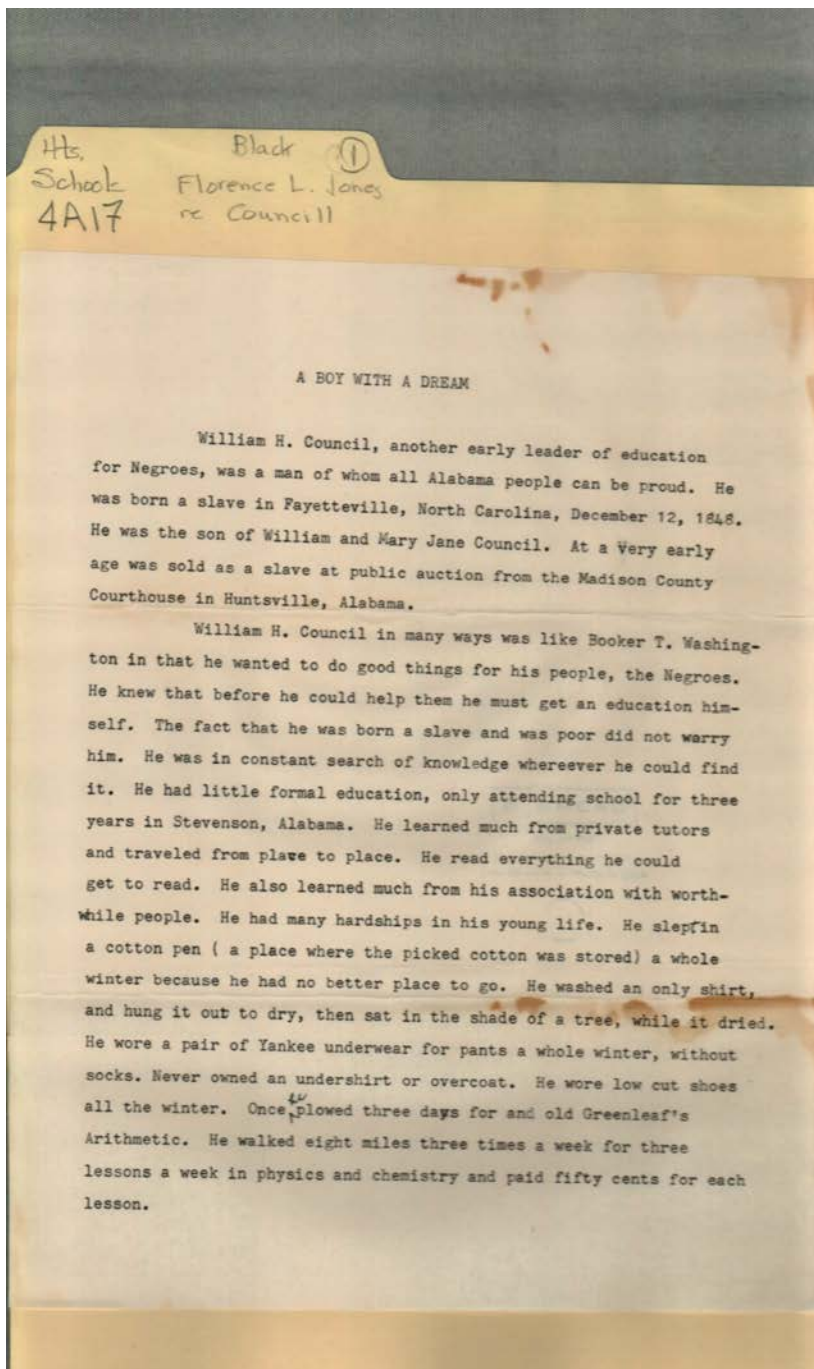 Hts. Black 1
School Florence L. Jones
4A17 re Councill
A BOY WITH A DREAM
William H. Council, another early leader of education
for Negroes, was a man of whom all Alabama people can be proud. He
was born a slave in Fayetteville, North Carolina, December 12, 1848.
He was the son of William and Mary Jane Council. At a very early
age was sold as a slave at public auction from the Madison County
Courthouse in Huntsville, Alabama.
William H. Council in many ways was like Booker T. Washing-
ton in that he wanted to do good things for his people, the Negroes.
He knew that before he could help them he must get an education him-
self. The fact that he was born a slave and was poor did not warry
him. He was in constant search of knowledge whereever he could find
it. He had little formal education, only attending school for three
years in Stevenson, Alabama. He learned much from private tutors
and traveled from place to place. He read everything he could
get to read. He also learned much from his association with worth-
while people. He had many hardships in his young life. He slept in
a cotton pen ( a place where the picked cotton was stored) a whole
winter because he had no better place to go. He washed an only shirt,
and hung it out to dry, then sat in the shade of a tree, while it dried.
He wore a pair of Yankee underwear for pants a whole winter, without
socks. Never owned an undershirt or overcoat. He wore low cut shoes
all the winter. Once he plowed three days for and old Greenleaf's
Arithmetic. He walked eight miles three times a week for three
lessons a week in physics and chemistry and paid fifty cents for each
lesson.